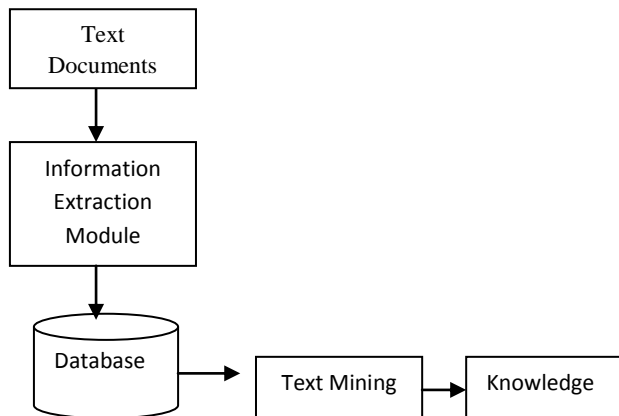 Text
Documents
Information
Extraction
Module
Database
Text Mining
Knowledge